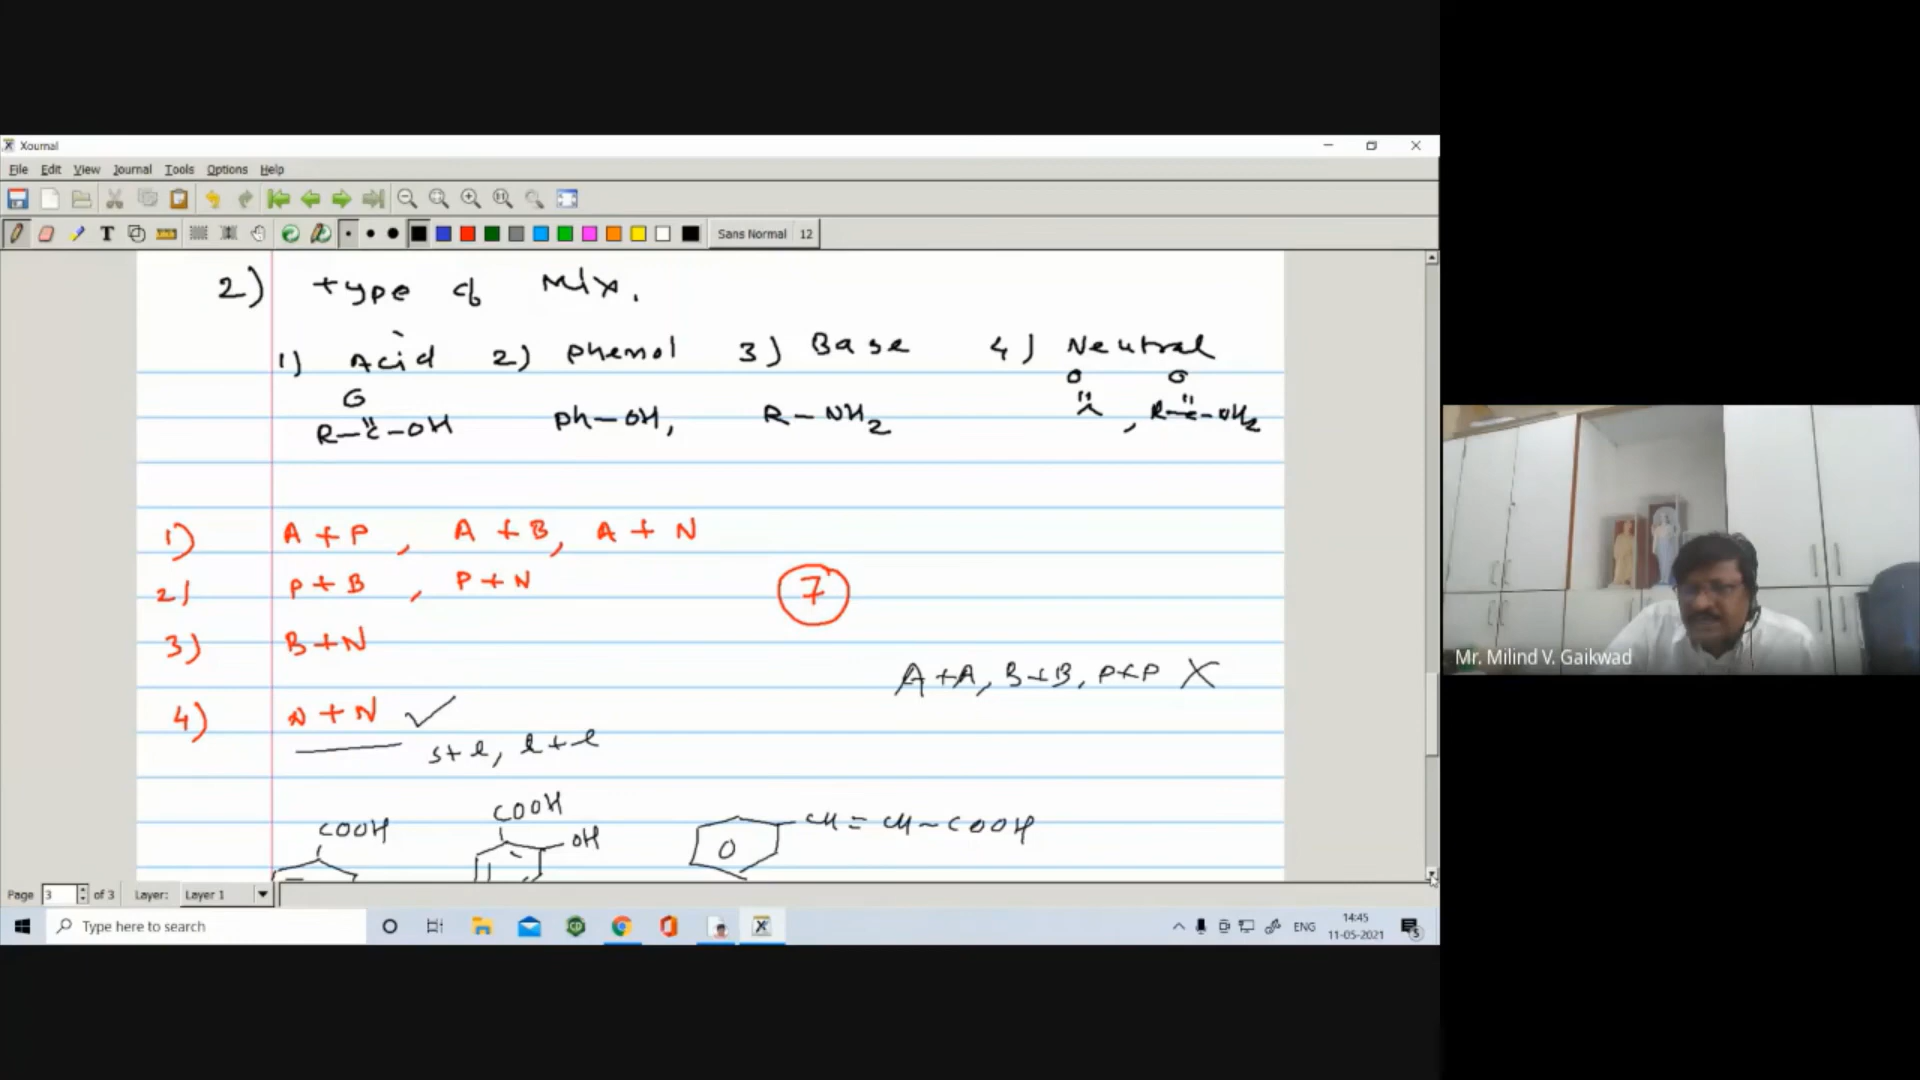 Xournal
File Edit View Journal Tools Options Help
T Sans Normal 12
2) type of Mix.
1) Acid 2) Phenol 3) Base 4) Neutral
O O O
R-C-OH Ph-OH, R-NH2 , R-C-NH2
1) A+P, A+B, A+N
2) P+B, P+N 7
3) B+N
A+A, B+B, P+P X
4) N+N ✓
s+l, l+l
COOH COOH OH CH=CH-COOH
Page 3 of 3 Layer: Layer 1
Type here to search
ENG 14:45 11-05-2021 5
Mr. Milind V. Gaikwad